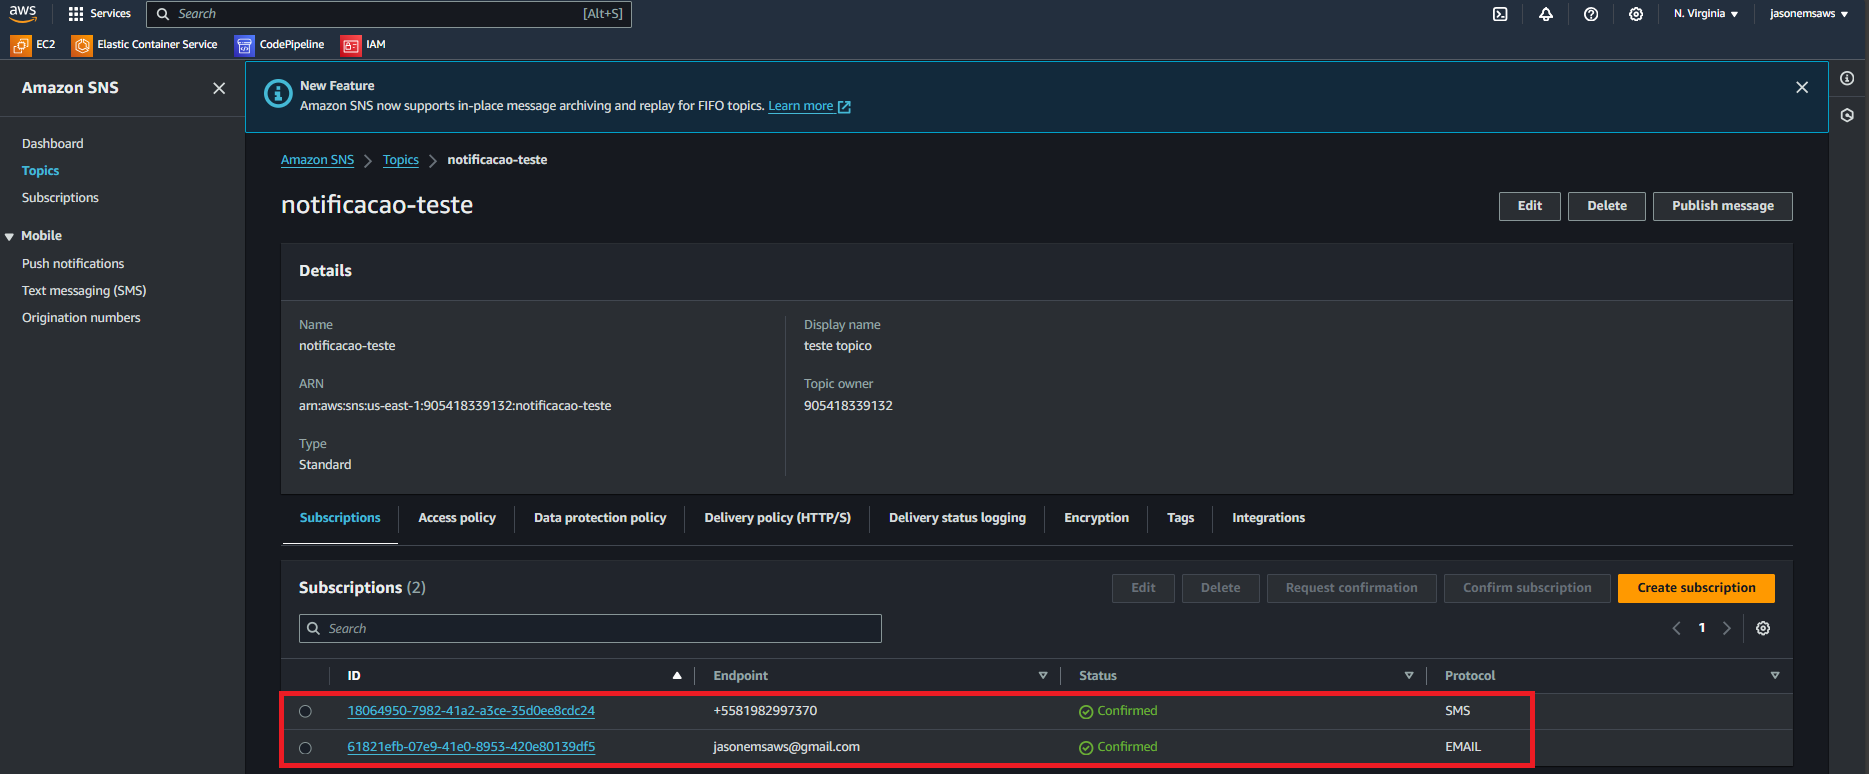 aws Services Search [Alt+S] N. Virginia jasonemsaws
EC2 Elastic Container Service CodePipeline IAM
Amazon SNS
Dashboard
Topics
Subscriptions
Mobile
Push notifications
Text messaging (SMS)
Origination numbers
New Feature
Amazon SNS now supports in-place message archiving and replay for FIFO topics. Learn more
Amazon SNS Topics notificacao-teste
notificacao-teste Edit Delete Publish message
Details
Name
notificacao-teste
ARN
arn:aws:sns:us-east-1:905418339132:notificacao-teste
Type
Standard
Display name
teste topico
Topic owner
905418339132
Subscriptions Access policy Data protection policy Delivery policy (HTTP/S) Delivery status logging Encryption Tags Integrations
Subscriptions (2) Edit Delete Request confirmation Confirm subscription Create subscription
Search 1
ID Endpoint Status Protocol
18064950-7982-41a2-a3ce-35d0ee8cdc24 +5581982997370 Confirmed SMS
61821efb-07e9-41e0-8953-420e80139df5 jasonemsaws@gmail.com Confirmed EMAIL